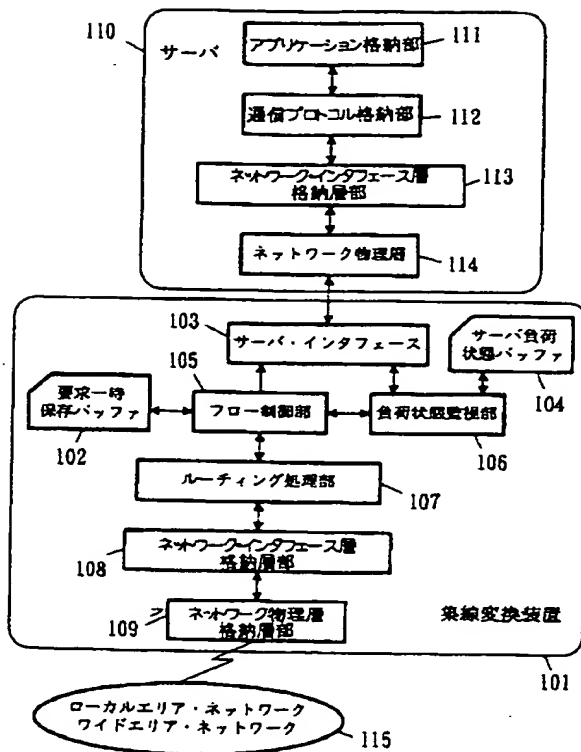 110
サーバ
アプリケーション格納部
111
通信プロトコル格納部
112
ネットワーク・インタフェース層
格納層部
113
ネットワーク物理層
114
103
サーバ・インタフェース
サーバ負荷
状態バッファ
104
105
要求一時
保存バッファ
102
フロー制御部
負荷状態監視部
106
ルーティング処理部
107
ネットワーク・インタフェース層
格納層部
108
ネットワーク物理層
格納層部
109
集線変換装置
101
ローカルエリア・ネットワーク
ワイドエリア・ネットワーク
115